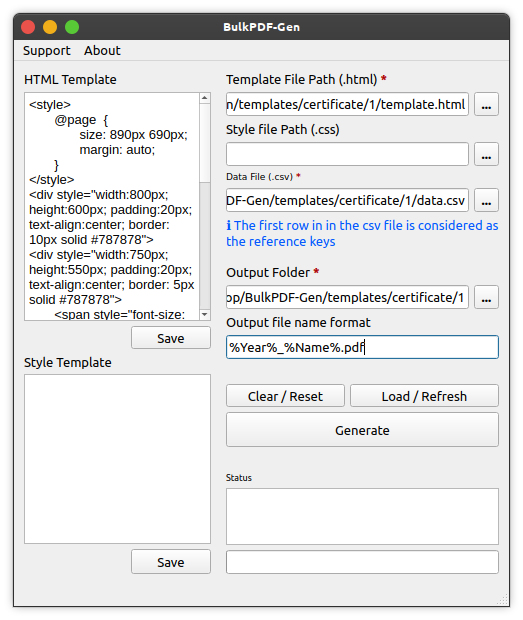 BulkPDF-Gen
Support About
HTML Template
<style>
@page {
size: 890px 690px;
margin: auto;
}
</style>
<div style="width:800px;
height:600px; padding:20px;
text-align:center; border:
10px solid #787878">
<div style="width:750px;
height:550px; padding:20px;
text-align:center; border: 5px
solid #787878">
<span style="font-size:
Save
Style Template
Save
Template File Path (.html) *
n/templates/certificate/1/template.html
...
Style file Path (.css)
...
Data File (.csv) *
DF-Gen/templates/certificate/1/data.csv
...
ℹ The first row in in the csv file is considered as
the reference keys
Output Folder *
op/BulkPDF-Gen/templates/certificate/1
...
Output file name format
%Year%_%Name%.pdf
Clear / Reset
Load / Refresh
Generate
Status